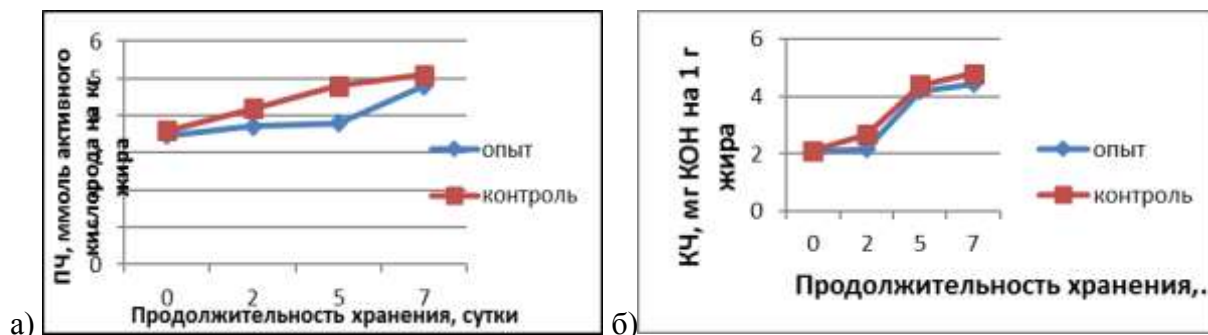 а)
ПЧ, ммоль активного
кислорода на кг
жира
6
5
0
0 2 5 7
Продолжительность хранения, сутки
опыт
контроль
б)
КЧ, мг КОН на 1 г
жира
6
4
2
0
0 2 5 7
Продолжительность хранения,..
опыт
контроль